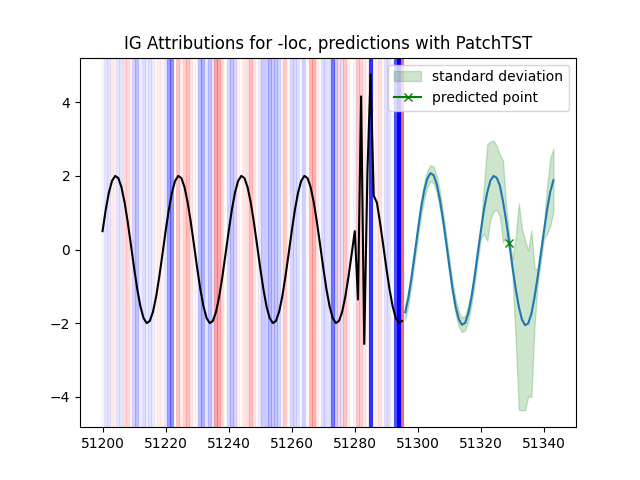 IG Attributions for -loc, predictions with PatchTST
standard deviation
predicted point
4
2
0
−2
−4
51200 51220 51240 51260 51280 51300 51320 51340